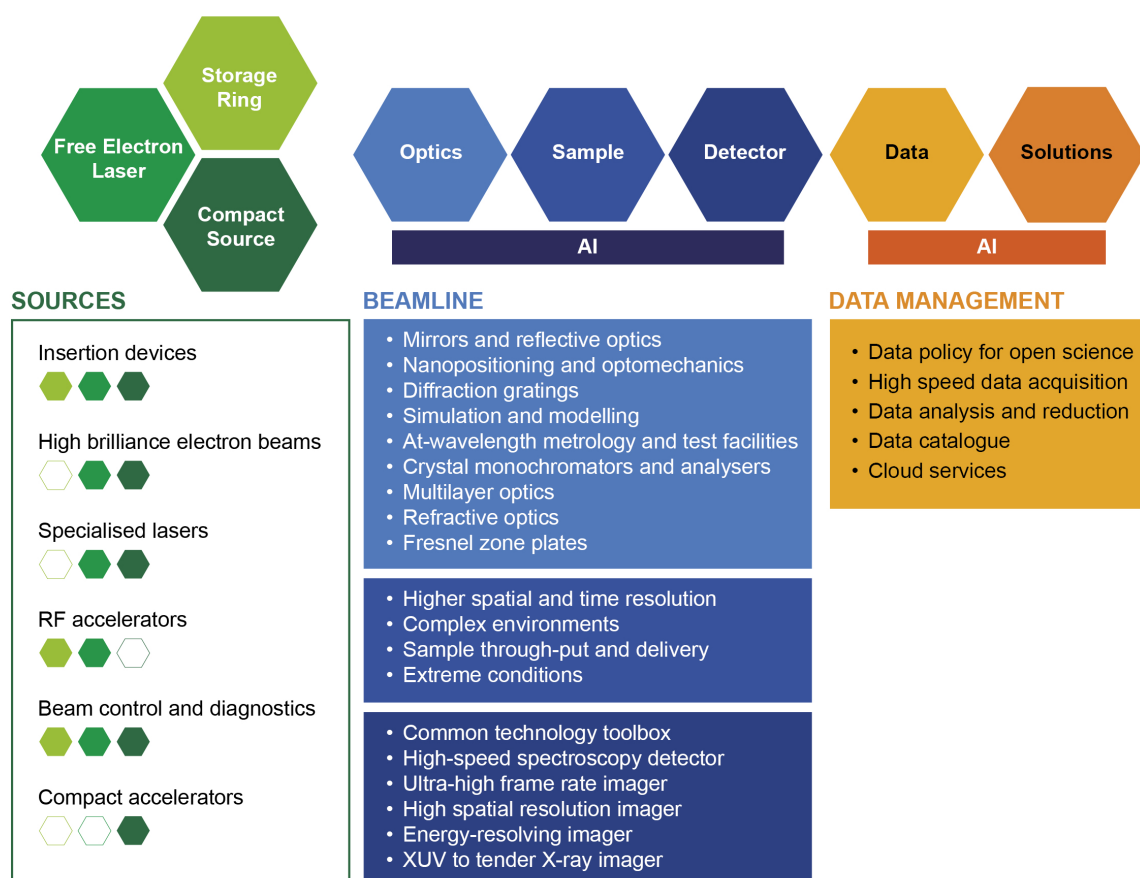 Storage
Ring
Free Electron
Laser
Compact
Source
Optics
Sample
Detector
Data
Solutions
AI
AI
SOURCES
Insertion devices
High brilliance electron beams
Specialised lasers
RF accelerators
Beam control and diagnostics
Compact accelerators
BEAMLINE
• Mirrors and reflective optics
• Nanopositioning and optomechanics
• Diffraction gratings
• Simulation and modelling
• At-wavelength metrology and test facilities
• Crystal monochromators and analysers
• Multilayer optics
• Refractive optics
• Fresnel zone plates
• Higher spatial and time resolution
• Complex environments
• Sample through-put and delivery
• Extreme conditions
• Common technology toolbox
• High-speed spectroscopy detector
• Ultra-high frame rate imager
• High spatial resolution imager
• Energy-resolving imager
• XUV to tender X-ray imager
DATA MANAGEMENT
• Data policy for open science
• High speed data acquisition
• Data analysis and reduction
• Data catalogue
• Cloud services